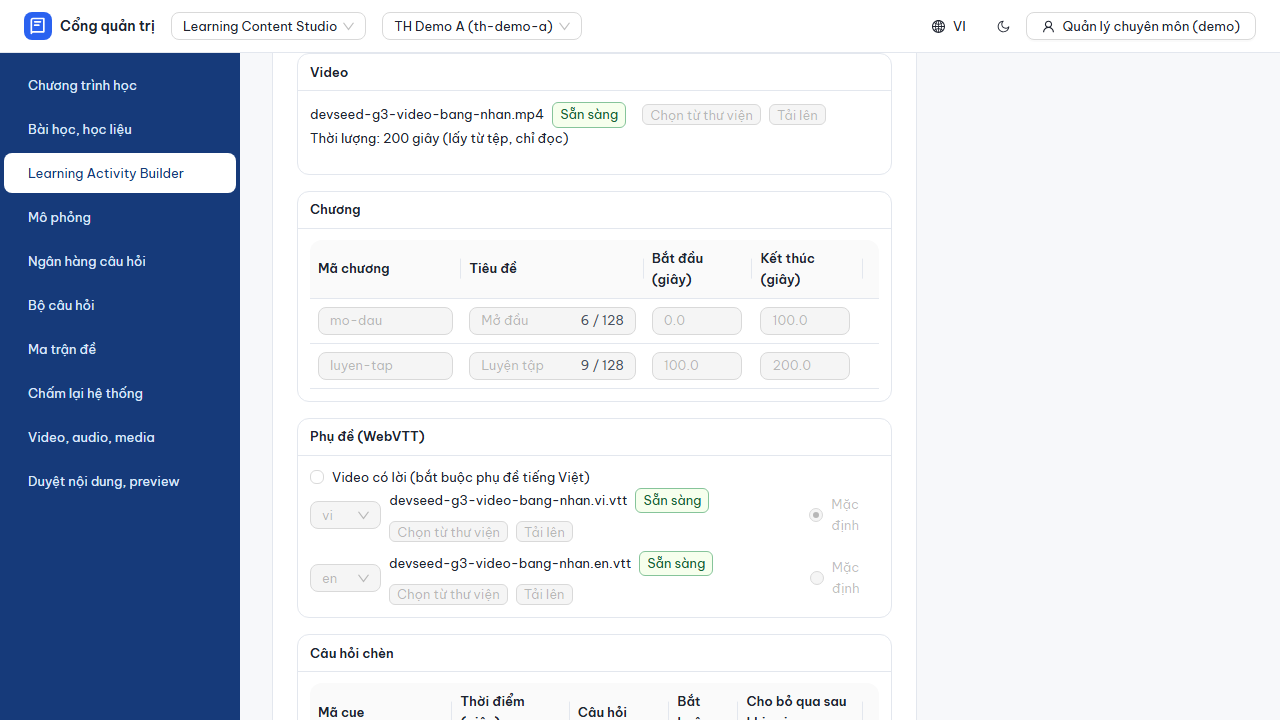 Cổng quản trị
Learning Content Studio
TH Demo A (th-demo-a)
VI
Quản lý chuyên môn (demo)
Chương trình học
Bài học, học liệu
Learning Activity Builder
Mô phỏng
Ngân hàng câu hỏi
Bộ câu hỏi
Ma trận đề
Chấm lại hệ thống
Video, audio, media
Duyệt nội dung, preview
Video
devseed-g3-video-bang-nhan.mp4 Sẵn sàng Chọn từ thư viện Tải lên
Thời lượng: 200 giây (lấy từ tệp, chỉ đọc)
Chương
Mã chương Tiêu đề Bắt đầu (giây) Kết thúc (giây)
mo-dau Mở đầu 6 / 128 0.0 100.0
luyen-tap Luyện tập 9 / 128 100.0 200.0
Phụ đề (WebVTT)
Video có lời (bắt buộc phụ đề tiếng Việt)
vi devseed-g3-video-bang-nhan.vi.vtt Sẵn sàng
Chọn từ thư viện Tải lên
Mặc định
en devseed-g3-video-bang-nhan.en.vtt Sẵn sàng
Chọn từ thư viện Tải lên
Mặc định
Câu hỏi chèn
Mã cue Thời điểm Câu hỏi Bắt Cho bỏ qua sau